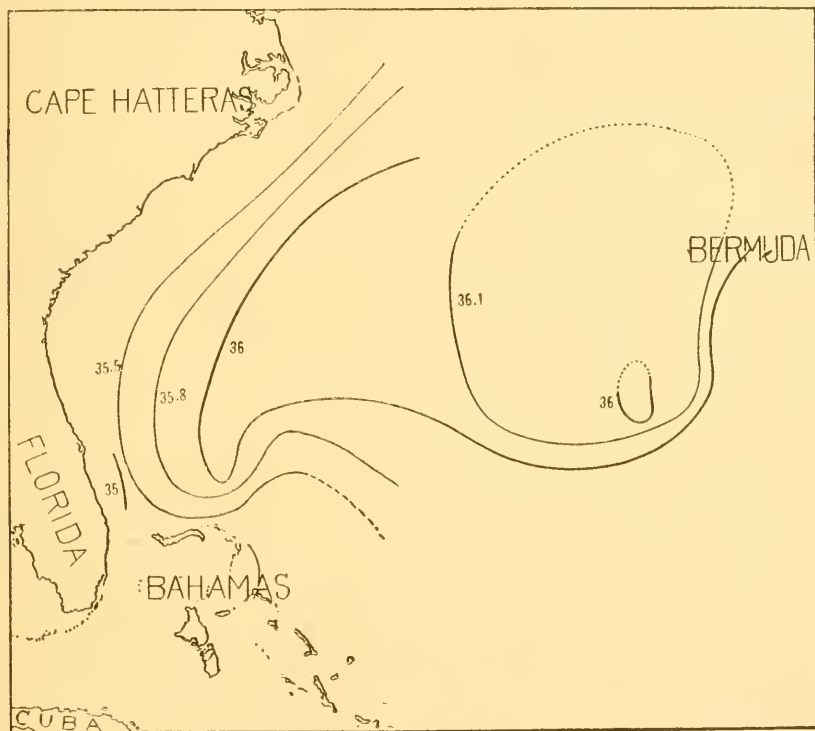 CAPE HATTERAS
BERMUDA
36.1
36
35.5
35.8
36
FLORIDA
35
BAHAMAS
CUBA